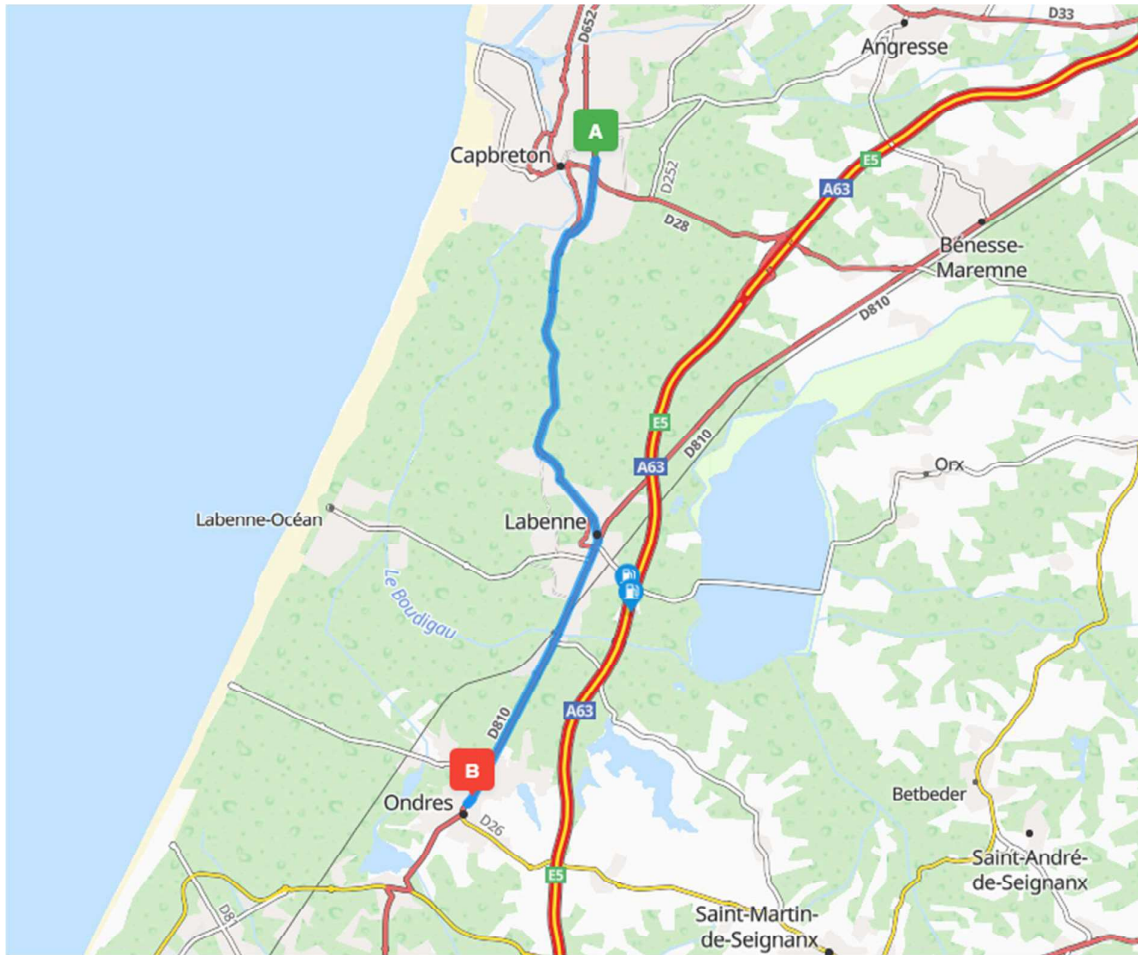 D652
D33
Angresse
A
E5
Capbreton
D252
A63
D28
Bénesse-
Maremne
D810
E5
D810
A63
Orx
Labenne-Océan
Labenne
Le Boudigau
A63
D810
B
Betbeder
Ondres
D26
Saint-André-
de-Seignanx
E5
D81
Saint-Martin-
de-Seignanx